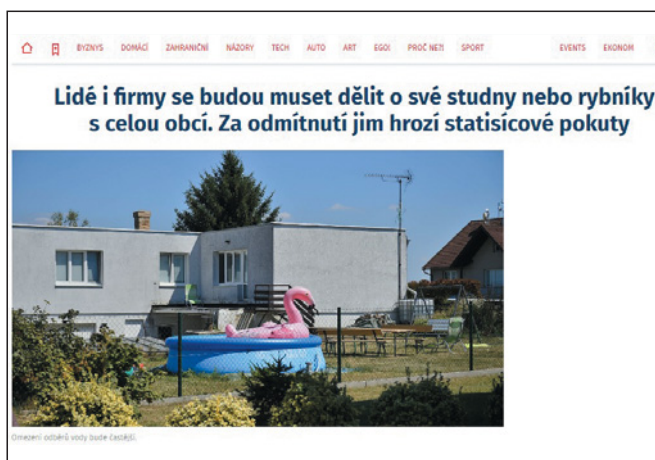 BYZNYS DOMÁCÍ ZAHRANIČNÍ NÁZORY TECH AUTO ART EGO! PROČ NE?! SPORT EVENTS EKONOM
Lidé i firmy se budou muset dělit o své studny nebo rybníky
s celou obcí. Za odmítnutí jim hrozí statisícové pokuty
Omezení odběrů vody bude častější.